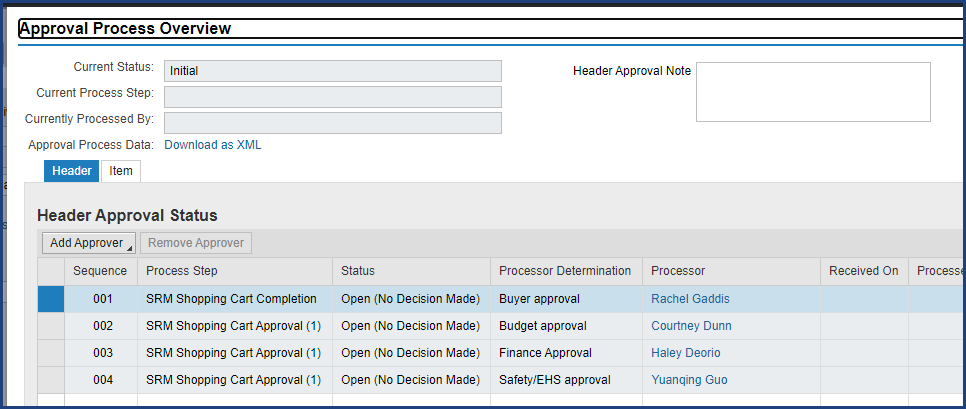 Approval Process Overview
Current Status: Initial
Header Approval Note
Current Process Step:
Currently Processed By:
Approval Process Data: Download as XML
Header Item
Header Approval Status
Add Approver Remove Approver
Sequence Process Step Status Processor Determination Processor Received On Processe
001 SRM Shopping Cart Completion Open (No Decision Made) Buyer approval Rachel Gaddis
002 SRM Shopping Cart Approval (1) Open (No Decision Made) Budget approval Courtney Dunn
003 SRM Shopping Cart Approval (1) Open (No Decision Made) Finance Approval Haley Deorio
004 SRM Shopping Cart Approval (1) Open (No Decision Made) Safety/EHS approval Yuanqing Guo